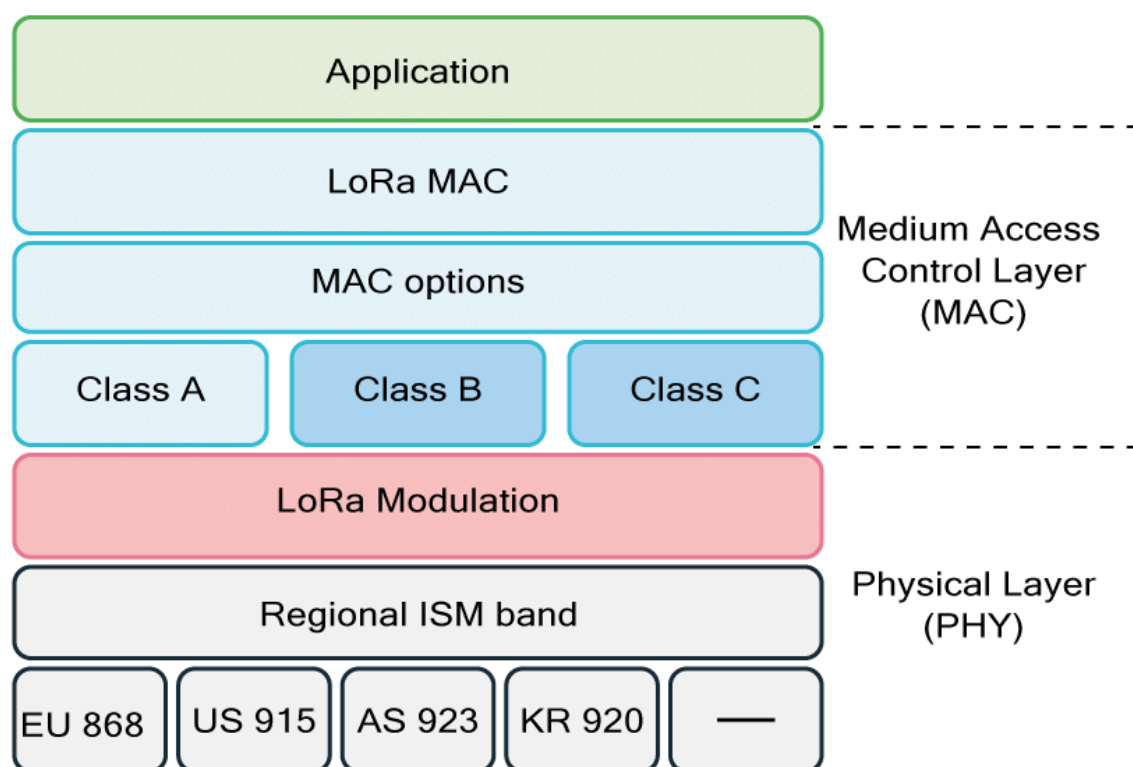 Application
LoRa MAC
MAC options
Medium Access
Control Layer
(MAC)
Class A
Class B
Class C
LoRa Modulation
Regional ISM band
Physical Layer
(PHY)
EU 868
US 915
AS 923
KR 920
—